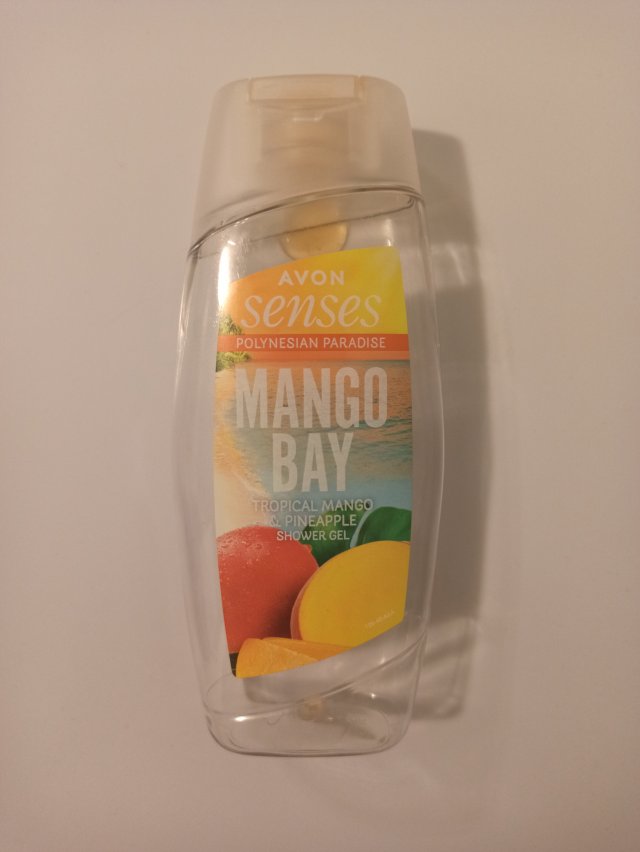 AVON
senses
POLYNESIAN PARADISE
MANGO
BAY
TROPICAL MANGO
& PINEAPPLE
SHOWER GEL